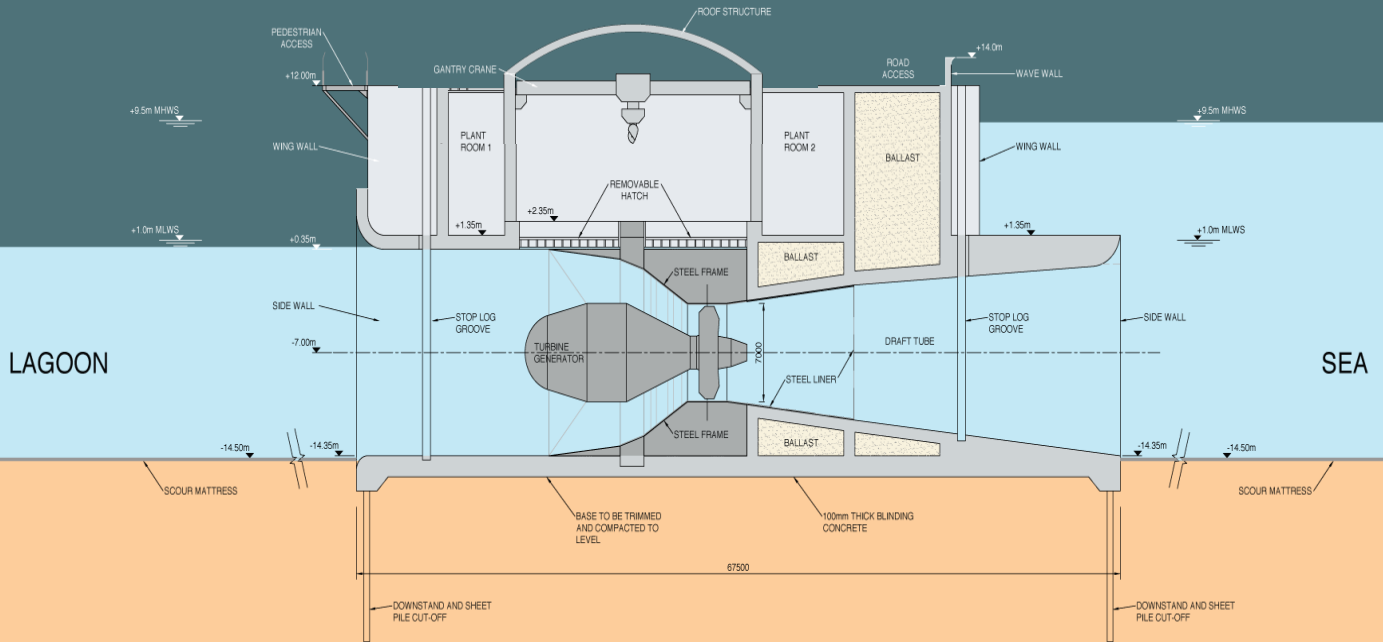 ROOF STRUCTURE
PEDESTRIAN
ACCESS
+14.0m
ROAD
ACCESS
GANTRY CRANE
WAVE WALL
+12.00m
+9.5m MHWS
+9.5m MHWS
PLANT
ROOM 1
PLANT
ROOM 2
WING WALL
WING WALL
BALLAST
REMOVABLE
HATCH
+2.35m
+1.35m
+1.35m
+1.0m MLWS
+1.0m MLWS
+0.35m
BALLAST
STEEL FRAME
SIDE WALL
STOP LOG
GROOVE
STOP LOG
GROOVE
SIDE WALL
-7.00m
TURBINE
GENERATOR
7000
DRAFT TUBE
LAGOON
SEA
STEEL LINER
STEEL FRAME
BALLAST
-14.50m
-14.35m
-14.35m
-14.50m
SCOUR MATTRESS
SCOUR MATTRESS
BASE TO BE TRIMMED
AND COMPACTED TO
LEVEL
100mm THICK BLINDING
CONCRETE
67500
DOWNSTAND AND SHEET
PILE CUT-OFF
DOWNSTAND AND SHEET
PILE CUT-OFF